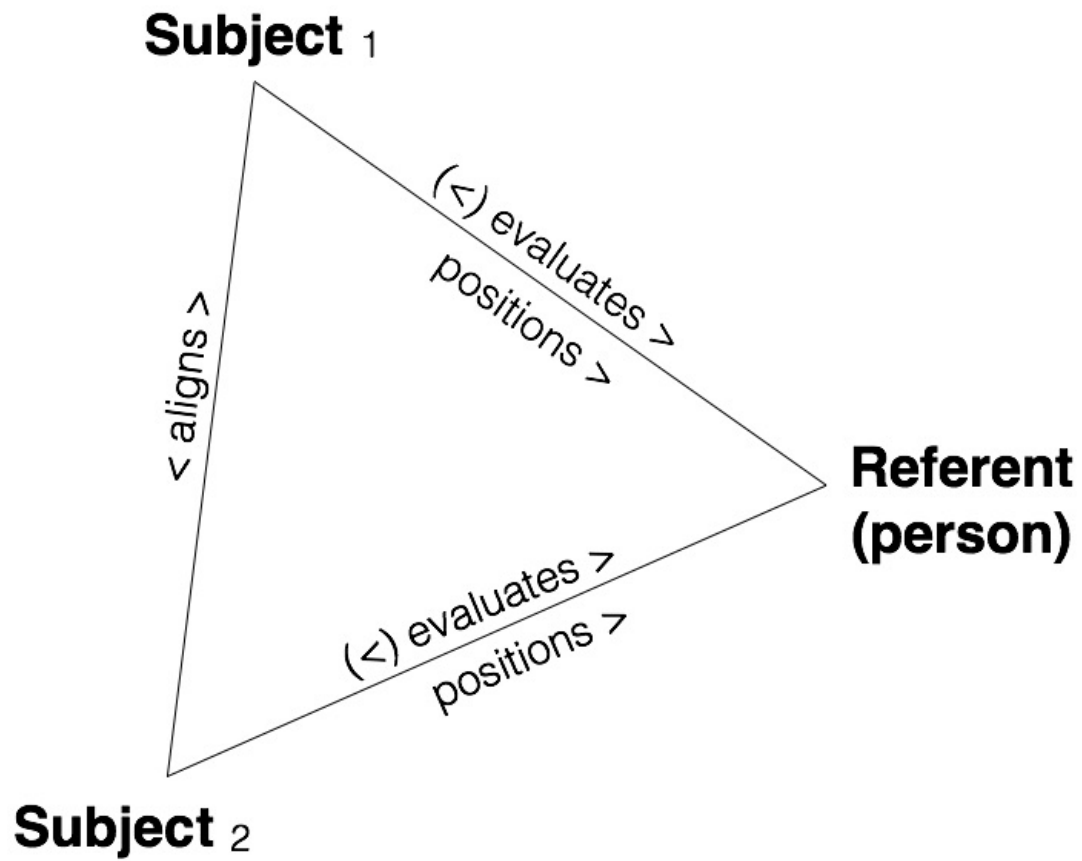 Subject 1
(<) evaluates >
positions >
< aligns >
Referent
(person)
(<) evaluates >
positions >
Subject 2